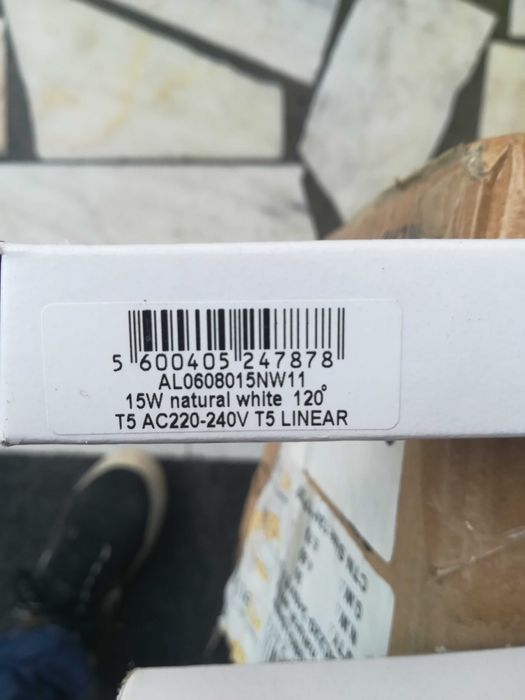 5 600405 247878
AL0608015NW11
15W natural white 120°
T5 AC220-240V T5 LINEAR